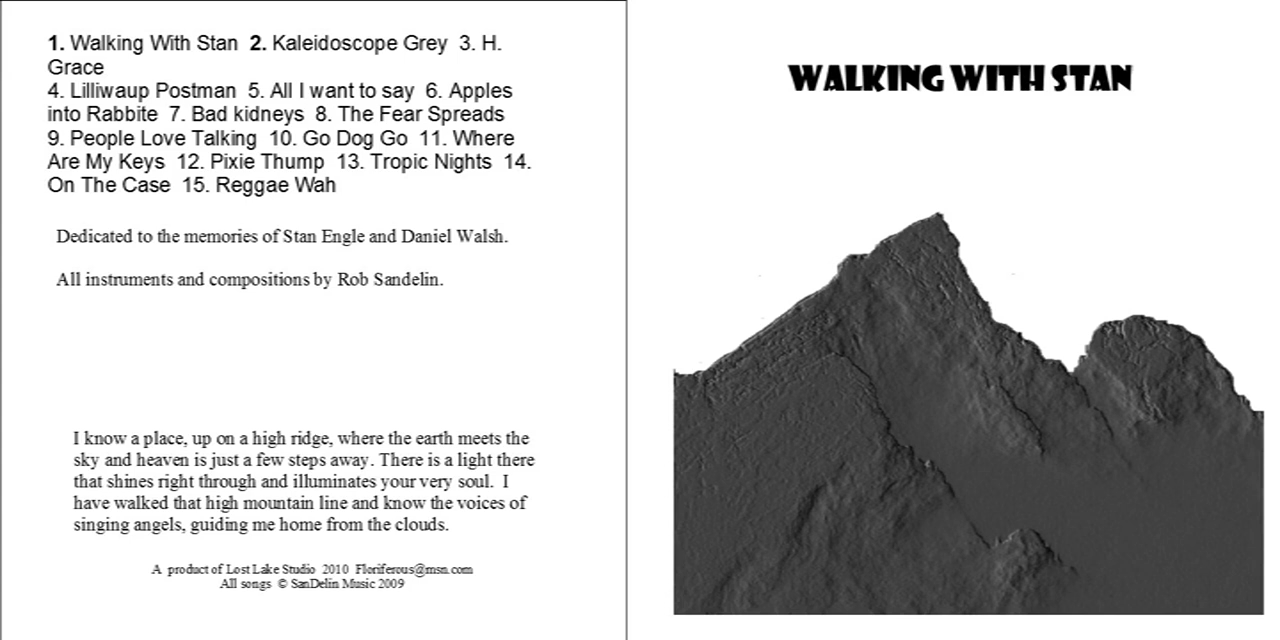 1. Walking With Stan  2. Kaleidoscope Grey  3. H.
Grace
4. Lilliwaup Postman  5. All I want to say  6. Apples
into Rabbite  7. Bad kidneys  8. The Fear Spreads
9. People Love Talking  10. Go Dog Go  11. Where
Are My Keys  12. Pixie Thump  13. Tropic Nights  14.
On The Case  15. Reggae Wah
Dedicated to the memories of Stan Engle and Daniel Walsh.
All instruments and compositions by Rob Sandelin.
I know a place, up on a high ridge, where the earth meets the
sky and heaven is just a few steps away. There is a light there
that shines right through and illuminates your very soul.  I
have walked that high mountain line and know the voices of
singing angels, guiding me home from the clouds.
A product of Lost Lake Studio  2010  Floriferous@msn.com
All songs  © SanDelin Music 2009
WALKING WITH STAN